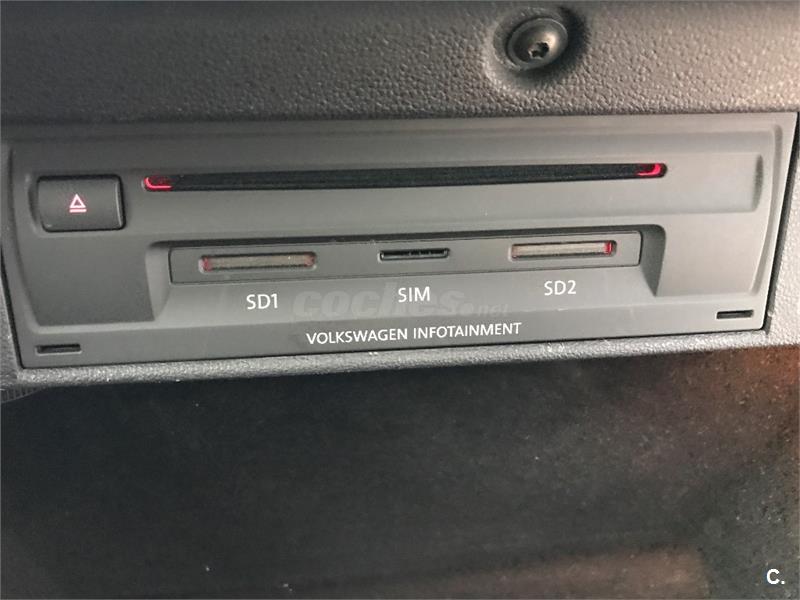 SD1 SIM SD2
coches.net
VOLKSWAGEN INFOTAINMENT
C.